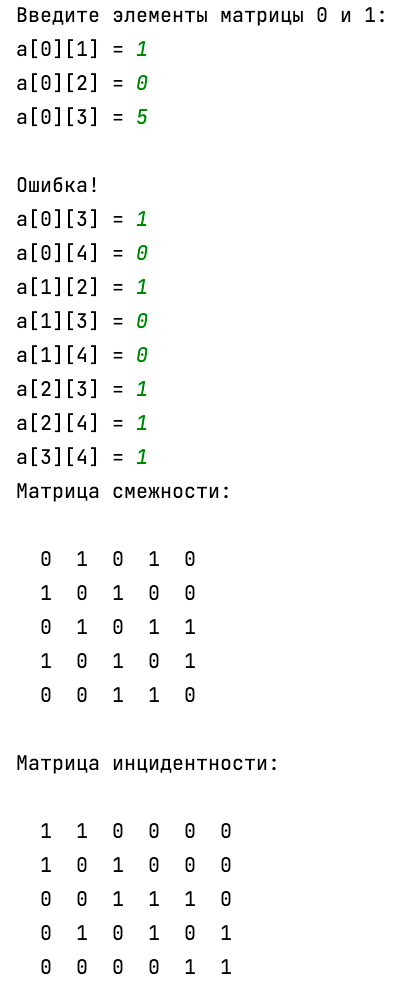 Введите элементы матрицы 0 и 1:
a[0][1] = 1
a[0][2] = 0
a[0][3] = 5
Ошибка!
a[0][3] = 1
a[0][4] = 0
a[1][2] = 1
a[1][3] = 0
a[1][4] = 0
a[2][3] = 1
a[2][4] = 1
a[3][4] = 1
Матрица смежности:
0 1 0 1 0
1 0 1 0 0
0 1 0 1 1
1 0 1 0 1
0 0 1 1 0
Матрица инцидентности:
1 1 0 0 0 0
1 0 1 0 0 0
0 0 1 1 1 0
0 1 0 1 0 1
0 0 0 0 1 1